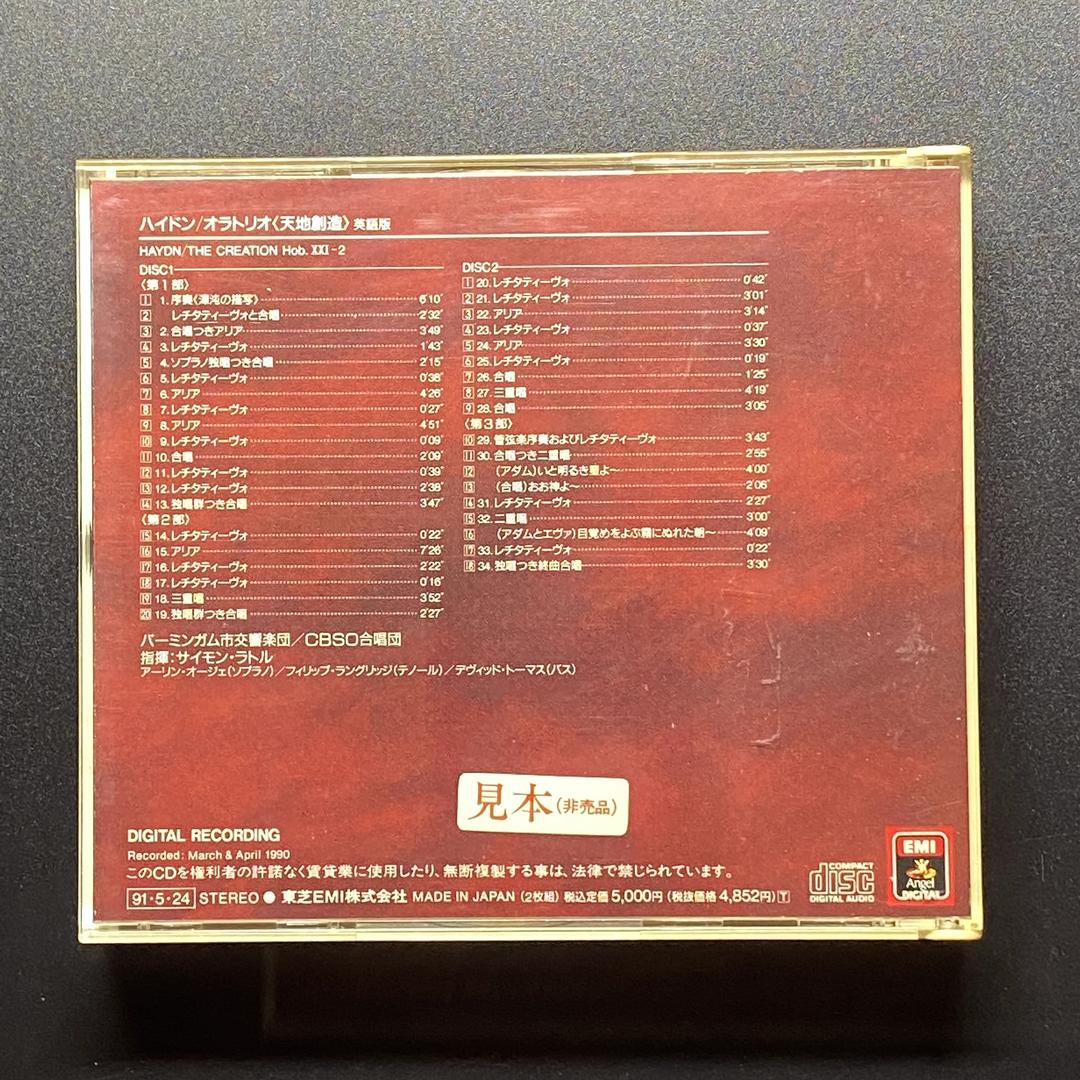 ハイドン/オラトリオ〈天地創造〉英語版
HAYDN/THE CREATION Hob. XXI-2
DISC1
〈第1部〉
1 1. 序奏〈渾沌の描写〉 6′10″
2 レチタティーヴォと合唱 2′32″
3 2. 合唱つきアリア 3′49″
4 3. レチタティーヴォ 1′43″
5 4. ソプラノ独唱つき合唱 2′15″
6 5. レチタティーヴォ 0′38″
7 6. アリア 4′26″
8 7. レチタティーヴォ 0′27″
9 8. アリア 4′51″
10 9. レチタティーヴォ 0′09″
11 10. 合唱 2′09″
12 11. レチタティーヴォ 0′39″
13 12. レチタティーヴォ 2′38″
14 13. 独唱群つき合唱 3′47″
〈第2部〉
15 14. レチタティーヴォ 0′22″
16 15. アリア 7′26″
17 16. レチタティーヴォ 2′22″
18 17. レチタティーヴォ 0′16″
19 18. 三重唱 3′52″
20 19. 独唱群つき合唱 2′27″
DISC2
1 20. レチタティーヴォ 0′42″
2 21. レチタティーヴォ 3′01″
3 22. アリア 3′14″
4 23. レチタティーヴォ 0′37″
5 24. アリア 3′30″
6 25. レチタティーヴォ 0′19″
7 26. 合唱 1′25″
8 27. 三重唱 4′19″
9 28. 合唱 3′05″
〈第3部〉
10 29. 管弦楽序奏およびレチタティーヴォ 3′43″
11 30. 合唱つき二重唱 2′55″
12 (アダム)いと明るき星よ〜 4′00″
13 (合唱)おお神よ〜 2′06″
14 31. レチタティーヴォ 2′27″
15 32. 二重唱 3′00″
16 (アダムとエヴァ)目覚めをよぶ霧にぬれた朝〜 4′09″
17 33. レチタティーヴォ 0′22″
18 34. 独唱つき終曲合唱 3′30″
バーミンガム市交響楽団/CBSO合唱団
指揮:サイモン・ラトル
アーリン・オージェ(ソプラノ)/フィリップ・ラングリッジ(テノール)/デヴィッド・トーマス(バス)
見本(非売品)
DIGITAL RECORDING
Recorded: March & April 1990
このCDを権利者の許諾なく賃貸業に使用したり、無断複製する事は、法律で禁じられています。
91・5・24 STEREO ● 東芝EMI株式会社 MADE IN JAPAN (2枚組) 税込定価5,000円(税抜価格4,852円)T
COMPACT
disc
DIGITAL AUDIO
EMI
Angel
DIGITAL